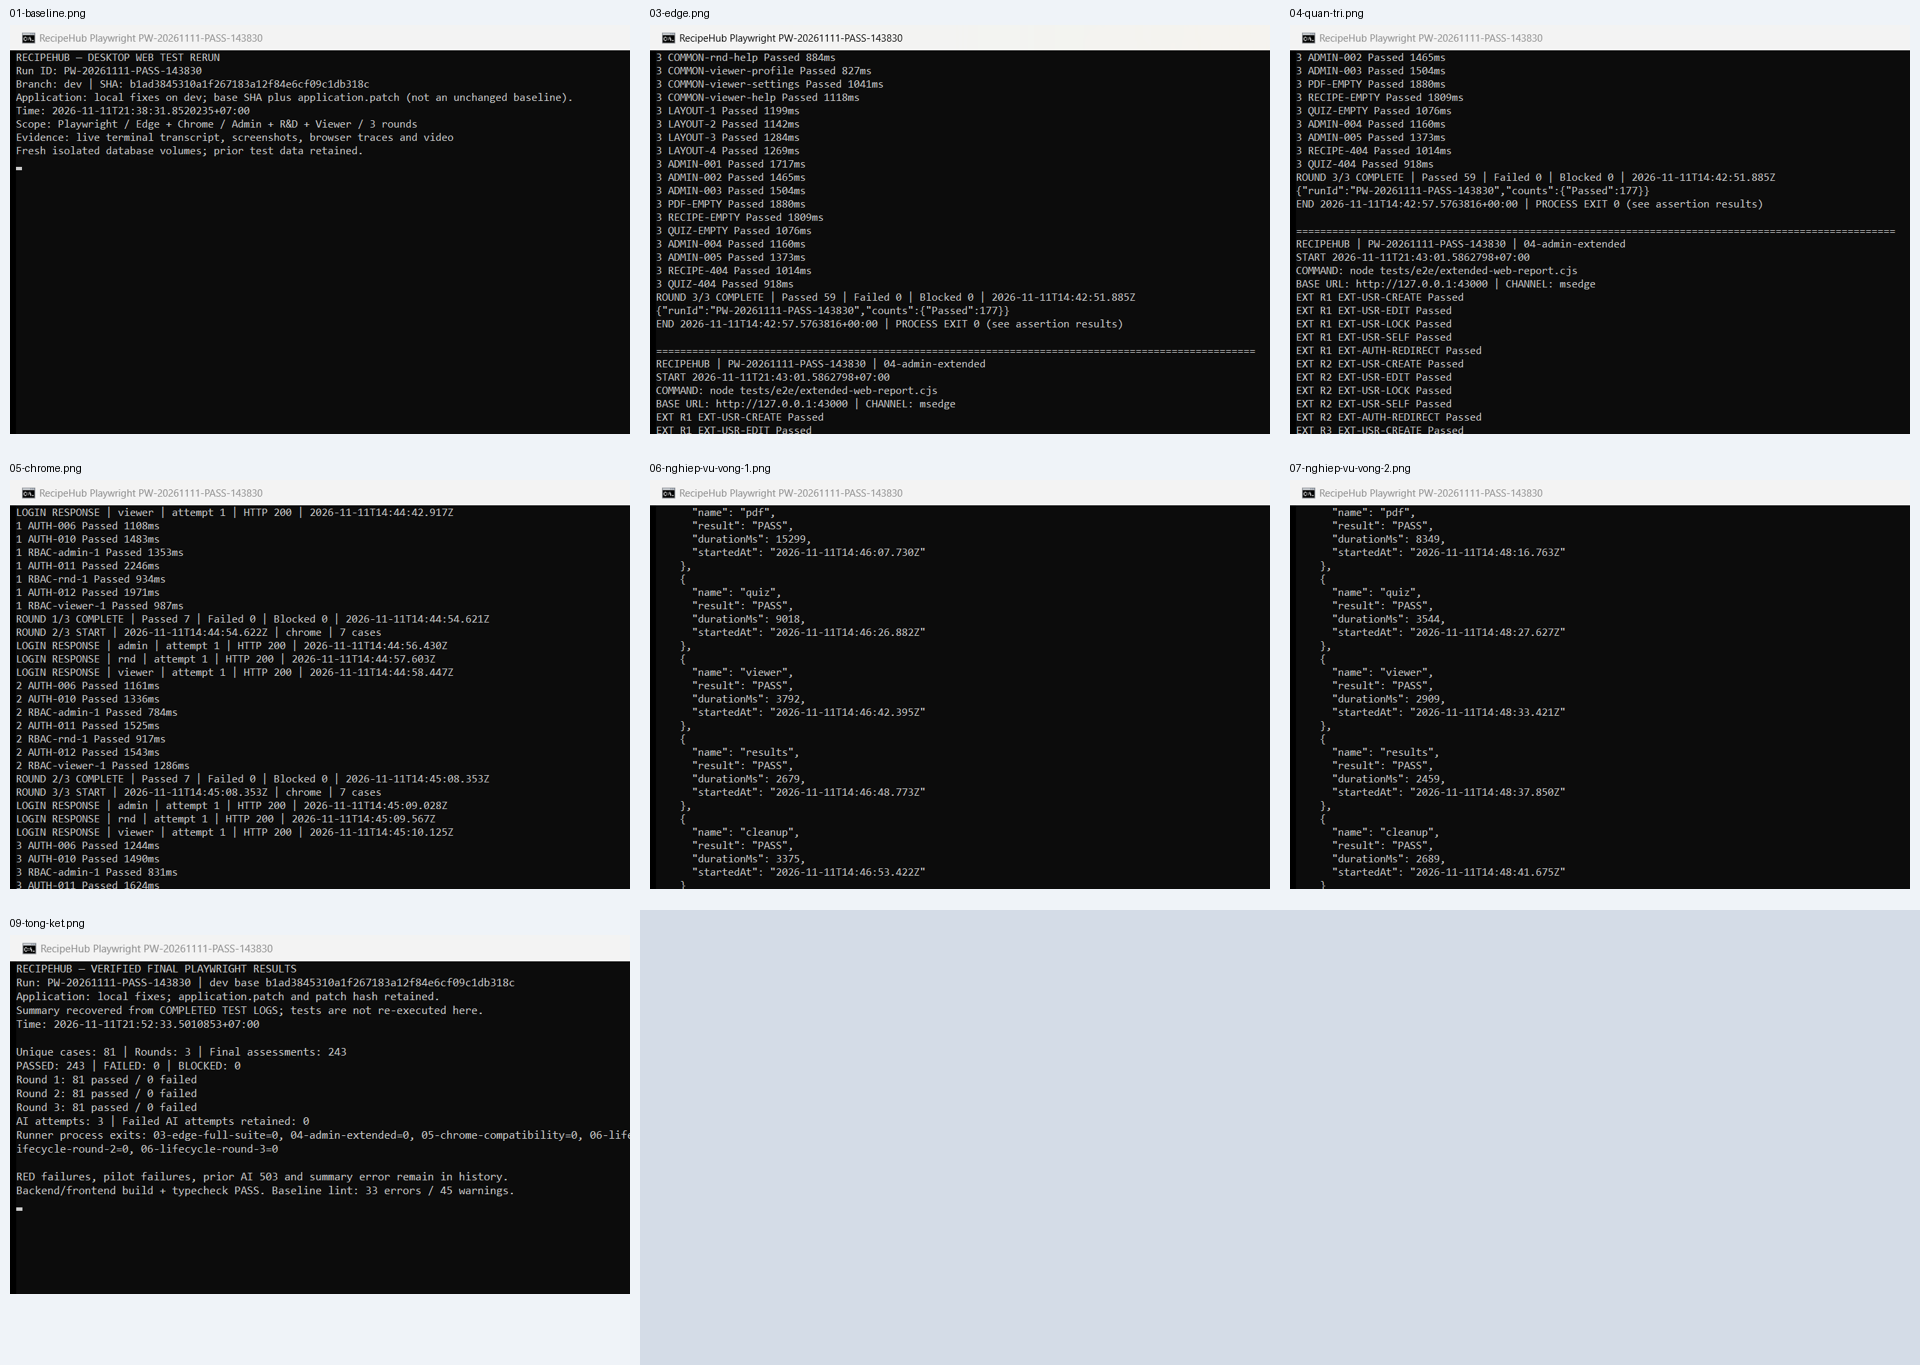 01-baseline.png
RecipeHub Playwright PW-20261111-PASS-143830
RECIPEHUB — DESKTOP WEB TEST RERUN
Run ID: PW-20261111-PASS-143830
Branch: dev | SHA: b1ad3845310a1f267183a12f84e6cf09c1db318c
Application: local fixes on dev; base SHA plus application.patch (not an unchanged baseline).
Time: 2026-11-11T21:38:31.8520235+07:00
Scope: Playwright / Edge + Chrome / Admin + R&D + Viewer / 3 rounds
Evidence: live terminal transcript, screenshots, browser traces and video
Fresh isolated database volumes; prior test data retained.
03-edge.png
RecipeHub Playwright PW-20261111-PASS-143830
3 COMMON-rnd-help Passed 884ms
3 COMMON-viewer-profile Passed 827ms
3 COMMON-viewer-settings Passed 1041ms
3 COMMON-viewer-help Passed 1118ms
3 LAYOUT-1 Passed 1199ms
3 LAYOUT-2 Passed 1142ms
3 LAYOUT-3 Passed 1284ms
3 LAYOUT-4 Passed 1269ms
3 ADMIN-001 Passed 1717ms
3 ADMIN-002 Passed 1465ms
3 ADMIN-003 Passed 1504ms
3 PDF-EMPTY Passed 1880ms
3 RECIPE-EMPTY Passed 1809ms
3 QUIZ-EMPTY Passed 1076ms
3 ADMIN-004 Passed 1160ms
3 ADMIN-005 Passed 1373ms
3 RECIPE-404 Passed 1014ms
3 QUIZ-404 Passed 918ms
ROUND 3/3 COMPLETE | Passed 59 | Failed 0 | Blocked 0 | 2026-11-11T14:42:51.885Z
{"runId":"PW-20261111-PASS-143830","counts":{"Passed":177}}
END 2026-11-11T14:42:57.5763816+00:00 | PROCESS EXIT 0 (see assertion results)
====================================================================================================
RECIPEHUB | PW-20261111-PASS-143830 | 04-admin-extended
START 2026-11-11T21:43:01.5862798+07:00
COMMAND: node tests/e2e/extended-web-report.cjs
BASE URL: http://127.0.0.1:43000 | CHANNEL: msedge
EXT R1 EXT-USR-CREATE Passed
EXT R1 EXT-USR-EDIT Passed
04-quan-tri.png
RecipeHub Playwright PW-20261111-PASS-143830
3 ADMIN-002 Passed 1465ms
3 ADMIN-003 Passed 1504ms
3 PDF-EMPTY Passed 1880ms
3 RECIPE-EMPTY Passed 1809ms
3 QUIZ-EMPTY Passed 1076ms
3 ADMIN-004 Passed 1160ms
3 ADMIN-005 Passed 1373ms
3 RECIPE-404 Passed 1014ms
3 QUIZ-404 Passed 918ms
ROUND 3/3 COMPLETE | Passed 59 | Failed 0 | Blocked 0 | 2026-11-11T14:42:51.885Z
{"runId":"PW-20261111-PASS-143830","counts":{"Passed":177}}
END 2026-11-11T14:42:57.5763816+00:00 | PROCESS EXIT 0 (see assertion results)
====================================================================================================
RECIPEHUB | PW-20261111-PASS-143830 | 04-admin-extended
START 2026-11-11T21:43:01.5862798+07:00
COMMAND: node tests/e2e/extended-web-report.cjs
BASE URL: http://127.0.0.1:43000 | CHANNEL: msedge
EXT R1 EXT-USR-CREATE Passed
EXT R1 EXT-USR-EDIT Passed
EXT R1 EXT-USR-LOCK Passed
EXT R1 EXT-USR-SELF Passed
EXT R1 EXT-AUTH-REDIRECT Passed
EXT R2 EXT-USR-CREATE Passed
EXT R2 EXT-USR-EDIT Passed
EXT R2 EXT-USR-LOCK Passed
EXT R2 EXT-USR-SELF Passed
EXT R2 EXT-AUTH-REDIRECT Passed
EXT R3 EXT-USR-CREATE Passed
05-chrome.png
RecipeHub Playwright PW-20261111-PASS-143830
LOGIN RESPONSE | viewer | attempt 1 | HTTP 200 | 2026-11-11T14:44:42.917Z
1 AUTH-006 Passed 1108ms
1 AUTH-010 Passed 1483ms
1 RBAC-admin-1 Passed 1353ms
1 AUTH-011 Passed 2246ms
1 RBAC-rnd-1 Passed 934ms
1 AUTH-012 Passed 1971ms
1 RBAC-viewer-1 Passed 987ms
ROUND 1/3 COMPLETE | Passed 7 | Failed 0 | Blocked 0 | 2026-11-11T14:44:54.621Z
ROUND 2/3 START | 2026-11-11T14:44:54.622Z | chrome | 7 cases
LOGIN RESPONSE | admin | attempt 1 | HTTP 200 | 2026-11-11T14:44:56.430Z
LOGIN RESPONSE | rnd | attempt 1 | HTTP 200 | 2026-11-11T14:44:57.603Z
LOGIN RESPONSE | viewer | attempt 1 | HTTP 200 | 2026-11-11T14:44:58.447Z
2 AUTH-006 Passed 1161ms
2 AUTH-010 Passed 1336ms
2 RBAC-admin-1 Passed 784ms
2 AUTH-011 Passed 1525ms
2 RBAC-rnd-1 Passed 917ms
2 AUTH-012 Passed 1543ms
2 RBAC-viewer-1 Passed 1286ms
ROUND 2/3 COMPLETE | Passed 7 | Failed 0 | Blocked 0 | 2026-11-11T14:45:08.353Z
ROUND 3/3 START | 2026-11-11T14:45:08.353Z | chrome | 7 cases
LOGIN RESPONSE | admin | attempt 1 | HTTP 200 | 2026-11-11T14:45:09.028Z
LOGIN RESPONSE | rnd | attempt 1 | HTTP 200 | 2026-11-11T14:45:09.567Z
LOGIN RESPONSE | viewer | attempt 1 | HTTP 200 | 2026-11-11T14:45:10.125Z
3 AUTH-006 Passed 1244ms
3 AUTH-010 Passed 1490ms
3 RBAC-admin-1 Passed 831ms
3 AUTH-011 Passed 1624ms
06-nghiep-vu-vong-1.png
RecipeHub Playwright PW-20261111-PASS-143830
"name": "pdf",
"result": "PASS",
"durationMs": 15299,
"startedAt": "2026-11-11T14:46:07.730Z"
},
{
"name": "quiz",
"result": "PASS",
"durationMs": 9018,
"startedAt": "2026-11-11T14:46:26.882Z"
},
{
"name": "viewer",
"result": "PASS",
"durationMs": 3792,
"startedAt": "2026-11-11T14:46:42.395Z"
},
{
"name": "results",
"result": "PASS",
"durationMs": 2679,
"startedAt": "2026-11-11T14:46:48.773Z"
},
{
"name": "cleanup",
"result": "PASS",
"durationMs": 3375,
"startedAt": "2026-11-11T14:46:53.422Z"
}
07-nghiep-vu-vong-2.png
RecipeHub Playwright PW-20261111-PASS-143830
"name": "pdf",
"result": "PASS",
"durationMs": 8349,
"startedAt": "2026-11-11T14:48:16.763Z"
},
{
"name": "quiz",
"result": "PASS",
"durationMs": 3544,
"startedAt": "2026-11-11T14:48:27.627Z"
},
{
"name": "viewer",
"result": "PASS",
"durationMs": 2909,
"startedAt": "2026-11-11T14:48:33.421Z"
},
{
"name": "results",
"result": "PASS",
"durationMs": 2459,
"startedAt": "2026-11-11T14:48:37.850Z"
},
{
"name": "cleanup",
"result": "PASS",
"durationMs": 2689,
"startedAt": "2026-11-11T14:48:41.675Z"
}
09-tong-ket.png
RecipeHub Playwright PW-20261111-PASS-143830
RECIPEHUB — VERIFIED FINAL PLAYWRIGHT RESULTS
Run: PW-20261111-PASS-143830 | dev base b1ad3845310a1f267183a12f84e6cf09c1db318c
Application: local fixes; application.patch and patch hash retained.
Summary recovered from COMPLETED TEST LOGS; tests are not re-executed here.
Time: 2026-11-11T21:52:33.5010853+07:00
Unique cases: 81 | Rounds: 3 | Final assessments: 243
PASSED: 243 | FAILED: 0 | BLOCKED: 0
Round 1: 81 passed / 0 failed
Round 2: 81 passed / 0 failed
Round 3: 81 passed / 0 failed
AI attempts: 3 | Failed AI attempts retained: 0
Runner process exits: 03-edge-full-suite=0, 04-admin-extended=0, 05-chrome-compatibility=0, 06-life
ifecycle-round-2=0, 06-lifecycle-round-3=0
RED failures, pilot failures, prior AI 503 and summary error remain in history.
Backend/frontend build + typecheck PASS. Baseline lint: 33 errors / 45 warnings.